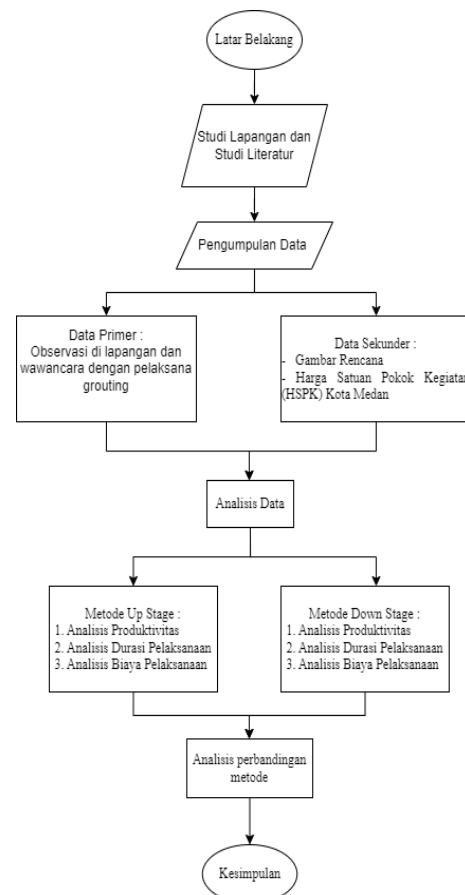 Latar Belakang
Studi Lapangan dan
Studi Literatur
Pengumpulan Data
Data Primer :
Observasi di lapangan dan
wawancara dengan pelaksana
grouting
Data Sekunder :
- Gambar Rencana
- Harga Satuan Pokok Kegiatan
(HSPK) Kota Medan
Analisis Data
Metode Up Stage :
1. Analisis Produktivitas
2. Analisis Durasi Pelaksanaan
3. Analisis Biaya Pelaksanaan
Metode Down Stage :
1. Analisis Produktivitas
2. Analisis Durasi Pelaksanaan
3. Analisis Biaya Pelaksanaan
Analisis perbandingan
metode
Kesimpulan